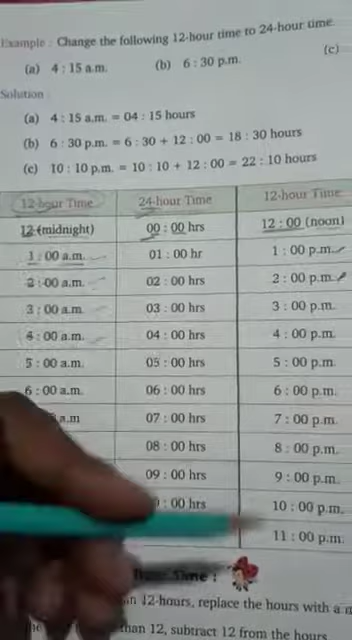 Example : Change the following 12-hour time to 24-hour time.
(a) 4 : 15 a.m. (b) 6 : 30 p.m. (c)
Solution
(a) 4 : 15 a.m. = 04 : 15 hours
(b) 6 : 30 p.m. = 6 : 30 + 12 : 00 = 18 : 30 hours
(c) 10 : 10 p.m. = 10 : 10 + 12 : 00 = 22 : 10 hours
12-hour Time 24-hour Time 12-hour Time
12 (midnight) 00 : 00 hrs 12 : 00 (noon)
1 : 00 a.m. 01 : 00 hr 1 : 00 p.m.
2 : 00 a.m. 02 : 00 hrs 2 : 00 p.m.
3 : 00 a.m. 03 : 00 hrs 3 : 00 p.m.
4 : 00 a.m. 04 : 00 hrs 4 : 00 p.m.
5 : 00 a.m. 05 : 00 hrs 5 : 00 p.m.
6 : 00 a.m. 06 : 00 hrs 6 : 00 p.m.
a.m 07 : 00 hrs 7 : 00 p.m.
08 : 00 hrs 8 : 00 p.m.
09 : 00 hrs 9 : 00 p.m.
: 00 hrs 10 : 00 p.m.
11 : 00 p.m.
Time :
12-hours, replace the hours with a
than 12, subtract 12 from the hours